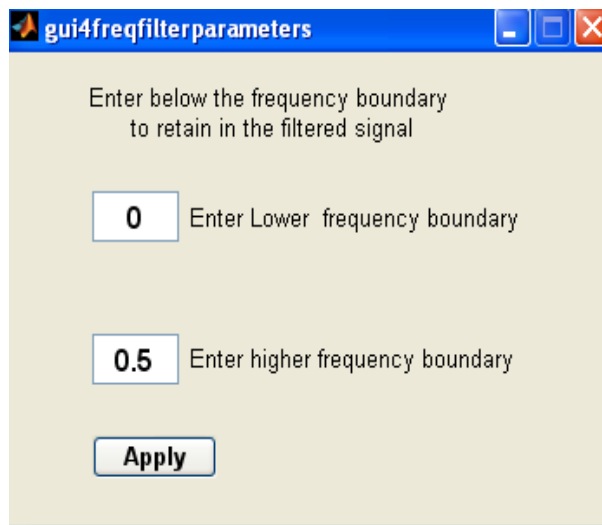 gui4freqfilterparameters
Enter below the frequency boundary
to retain in the filtered signal
0 Enter Lower frequency boundary
0.5 Enter higher frequency boundary
Apply